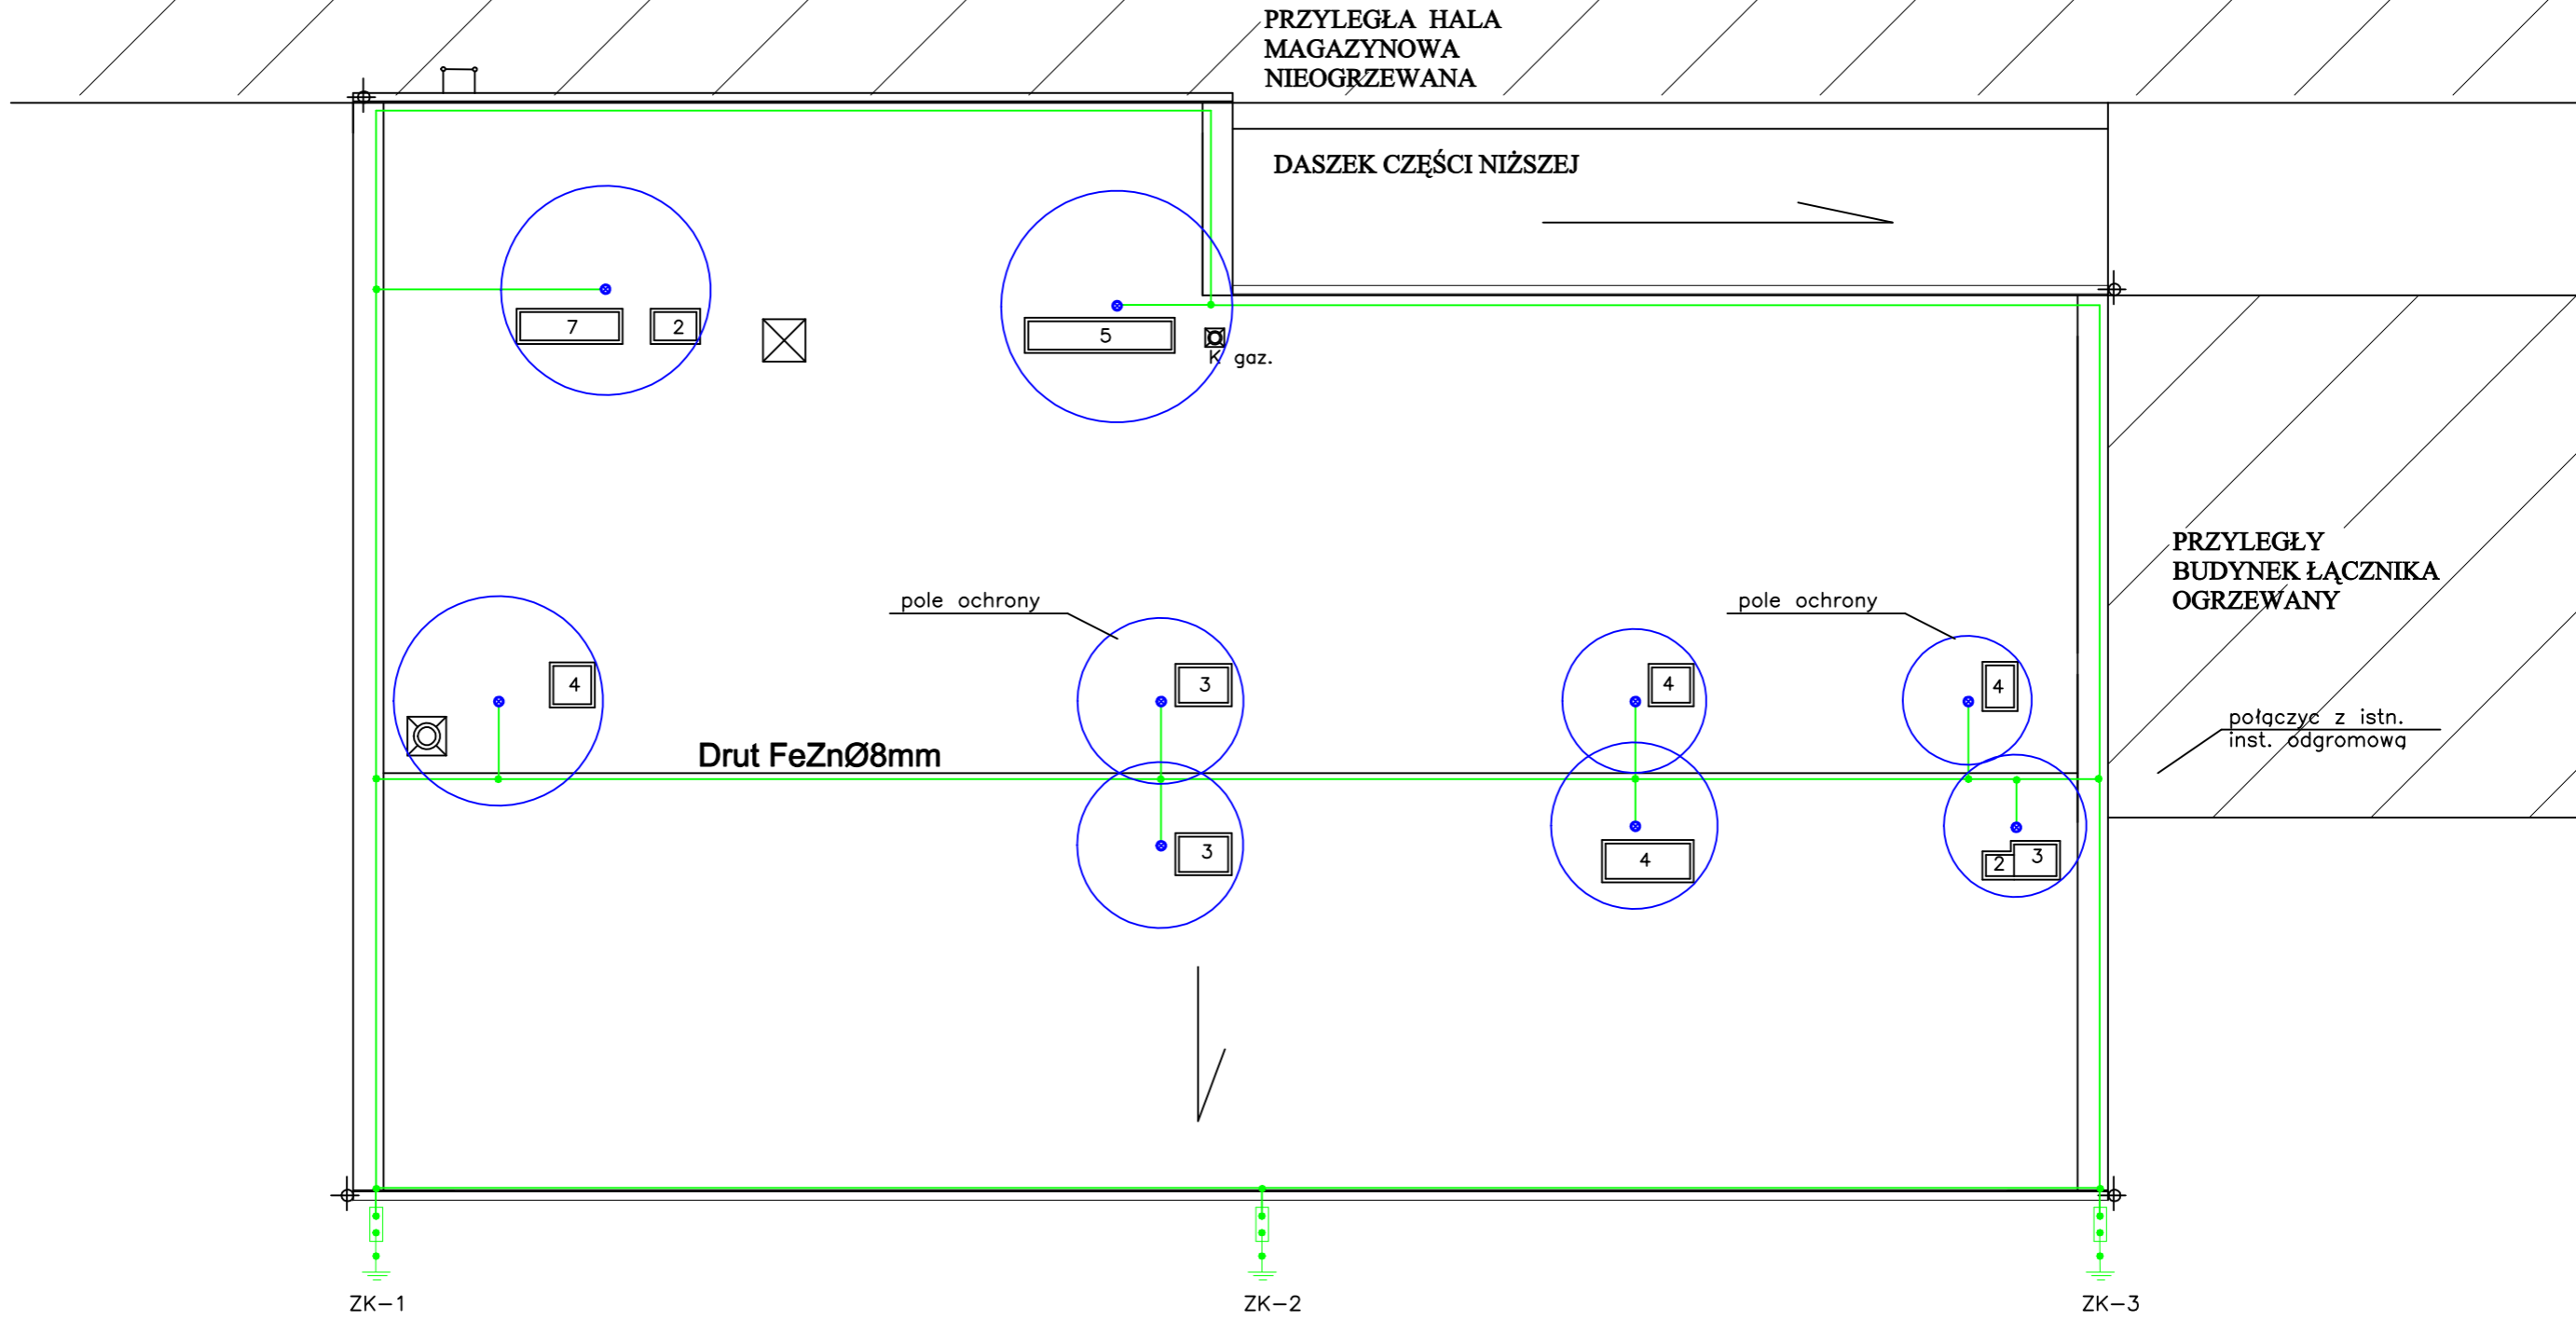 PRZYLEGŁA HALA
MAGAZYNOWA
NIEOGRZEWANA
DASZEK CZĘŚCI NIŻSZEJ
7
2
5
K gaz.
PRZYLEGŁY
BUDYNEK ŁĄCZNIKA
OGRZEWANY
pole ochrony
pole ochrony
4
3
4
4
połączyc z istn.
inst. odgromową
Drut FeZnØ8mm
3
4
2
3
ZK-1
ZK-2
ZK-3